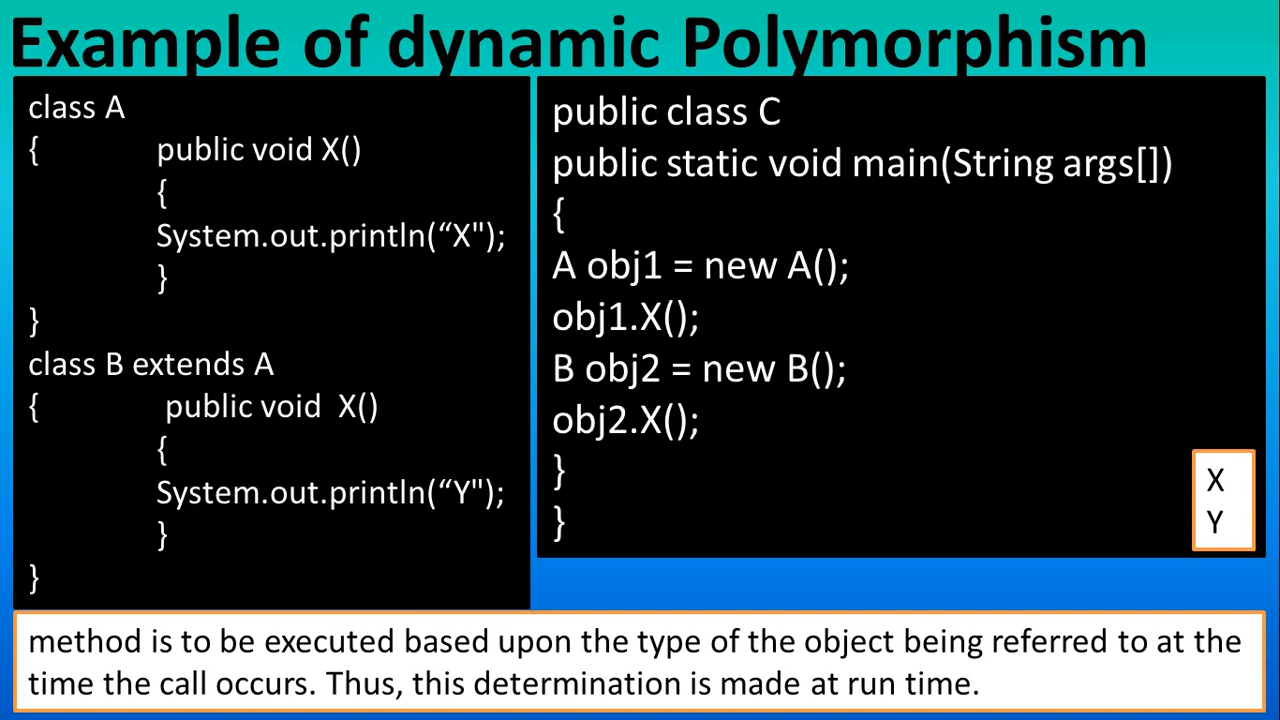 Example of dynamic Polymorphism
class A
{ public void X()
{
System.out.println(“X");
}
}
class B extends A
{ public void X()
{
System.out.println(“Y");
}
}
public class C
public static void main(String args[])
{
A obj1 = new A();
obj1.X();
B obj2 = new B();
obj2.X();
}
}
X
Y
method is to be executed based upon the type of the object being referred to at the
time the call occurs. Thus, this determination is made at run time.